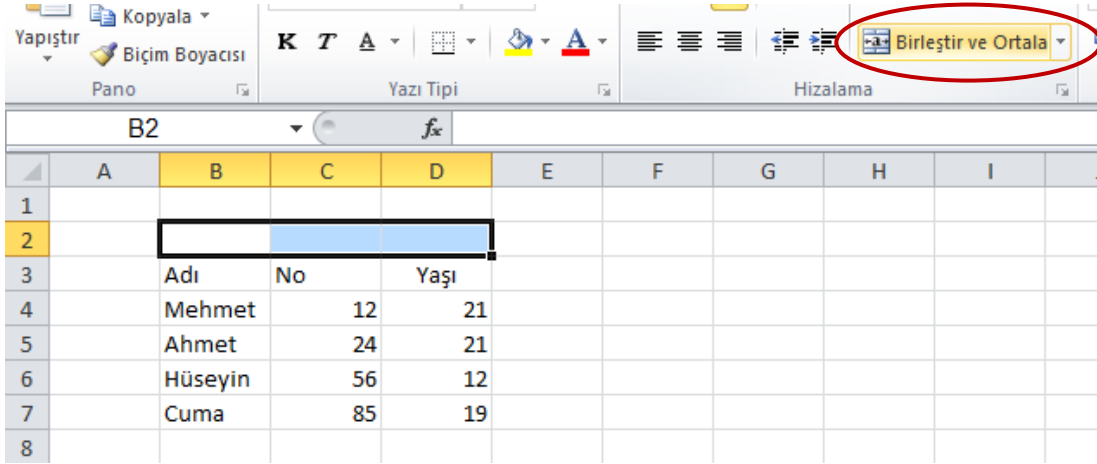 Kopyala
Yapıştır
Biçim Boyacısı
K T A A
a Birleştir ve Ortala
Pano Yazı Tipi Hizalama
B2 fx
A B C D E F G H I
1
2
3 Adı No Yaşı
4 Mehmet 12 21
5 Ahmet 24 21
6 Hüseyin 56 12
7 Cuma 85 19
8